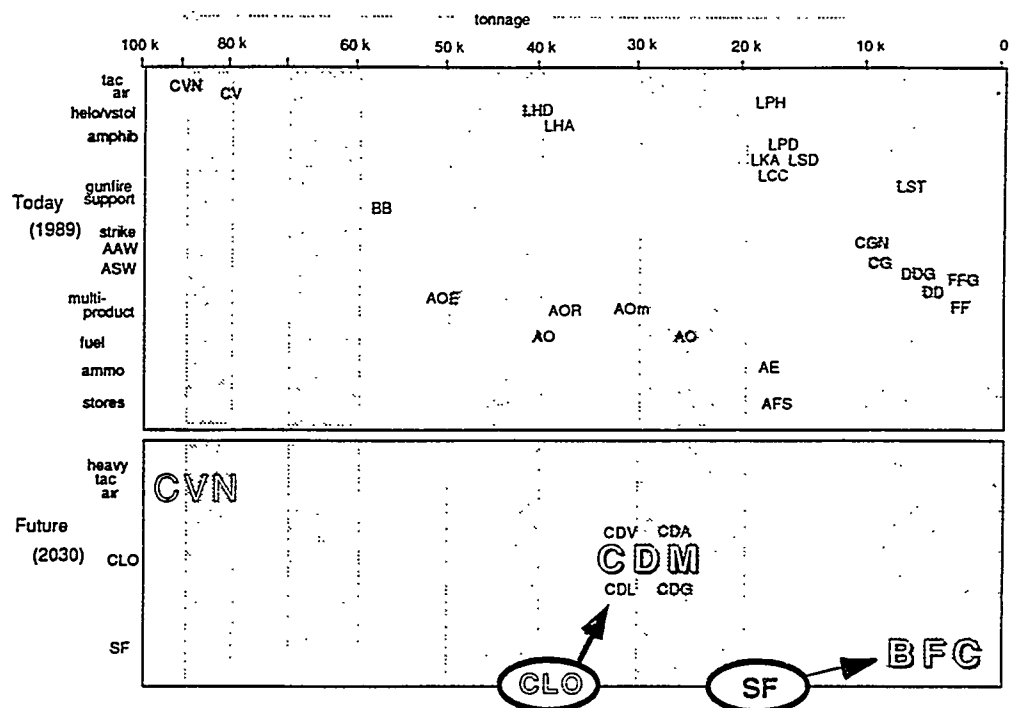 tonnage
100 k 80 k 60 k 50 k 40 k 30 k 20 k 10 k 0
tac
air
CVN
CV
LPH
helo/vstol
LHD
LHA
amphib
LPD
LKA LSD
LCC
gunfire
support
LST
Today
(1989)
BB
strike
AAW
ASW
CGN
CG
DDG
FFG
DD
FF
multi-
product
AOE
AOR
AOm
fuel
AO
AO
ammo
AE
stores
AFS
heavy
tac
air
CVN
Future
(2030)
CLO
CDV CDA
CDM
CDL CDG
SF
BFC
CLO
SF